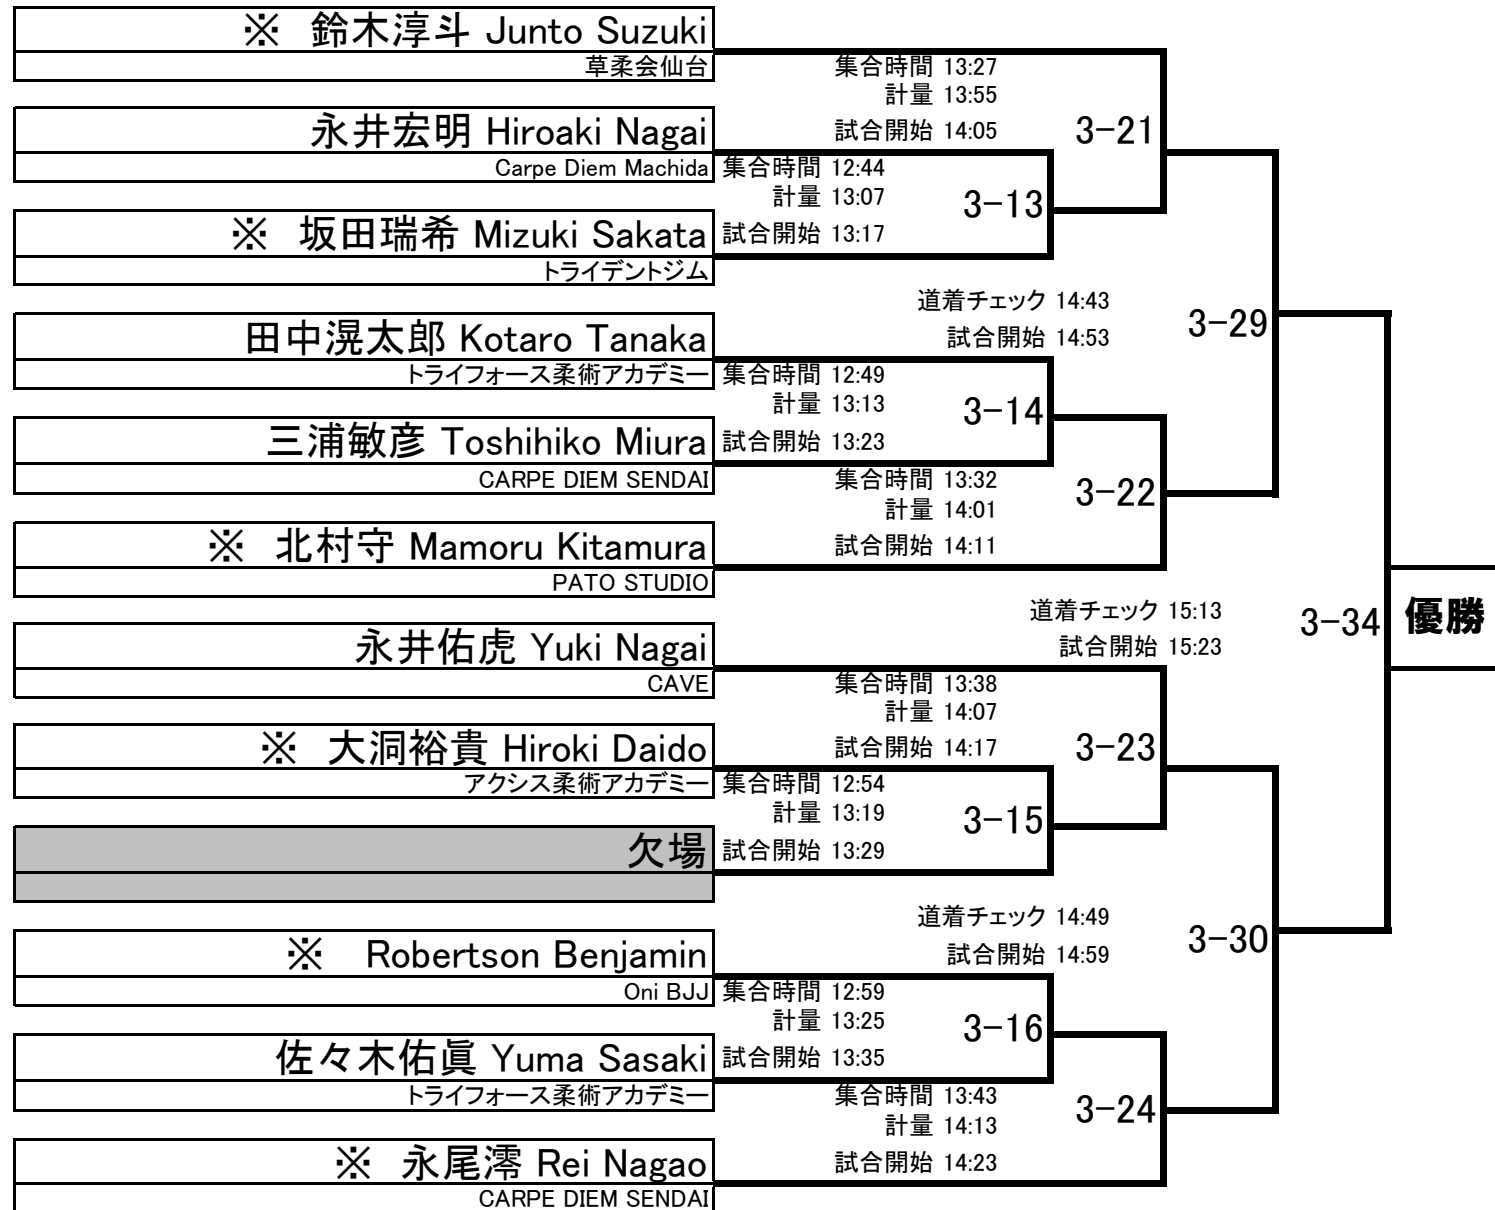 ※ 鈴木淳斗 Junto Suzuki
草柔会仙台
集合時間 13:27
計量 13:55
試合開始 14:05
3-21
永井宏明 Hiroaki Nagai
Carpe Diem Machida
集合時間 12:44
計量 13:07
試合開始 13:17
3-13
※ 坂田瑞希 Mizuki Sakata
トライデントジム
道着チェック 14:43
試合開始 14:53
3-29
田中滉太郎 Kotaro Tanaka
トライフォース柔術アカデミー
集合時間 12:49
計量 13:13
試合開始 13:23
3-14
三浦敏彦 Toshihiko Miura
CARPE DIEM SENDAI
集合時間 13:32
計量 14:01
試合開始 14:11
3-22
※ 北村守 Mamoru Kitamura
PATO STUDIO
道着チェック 15:13
試合開始 15:23
3-34
優勝
永井佑虎 Yuki Nagai
CAVE
集合時間 13:38
計量 14:07
試合開始 14:17
3-23
※ 大洞裕貴 Hiroki Daido
アクシス柔術アカデミー
集合時間 12:54
計量 13:19
試合開始 13:29
3-15
欠場
道着チェック 14:49
試合開始 14:59
3-30
※ Robertson Benjamin
Oni BJJ
集合時間 12:59
計量 13:25
試合開始 13:35
3-16
佐々木佑眞 Yuma Sasaki
トライフォース柔術アカデミー
集合時間 13:43
計量 14:13
試合開始 14:23
3-24
※ 永尾澪 Rei Nagao
CARPE DIEM SENDAI